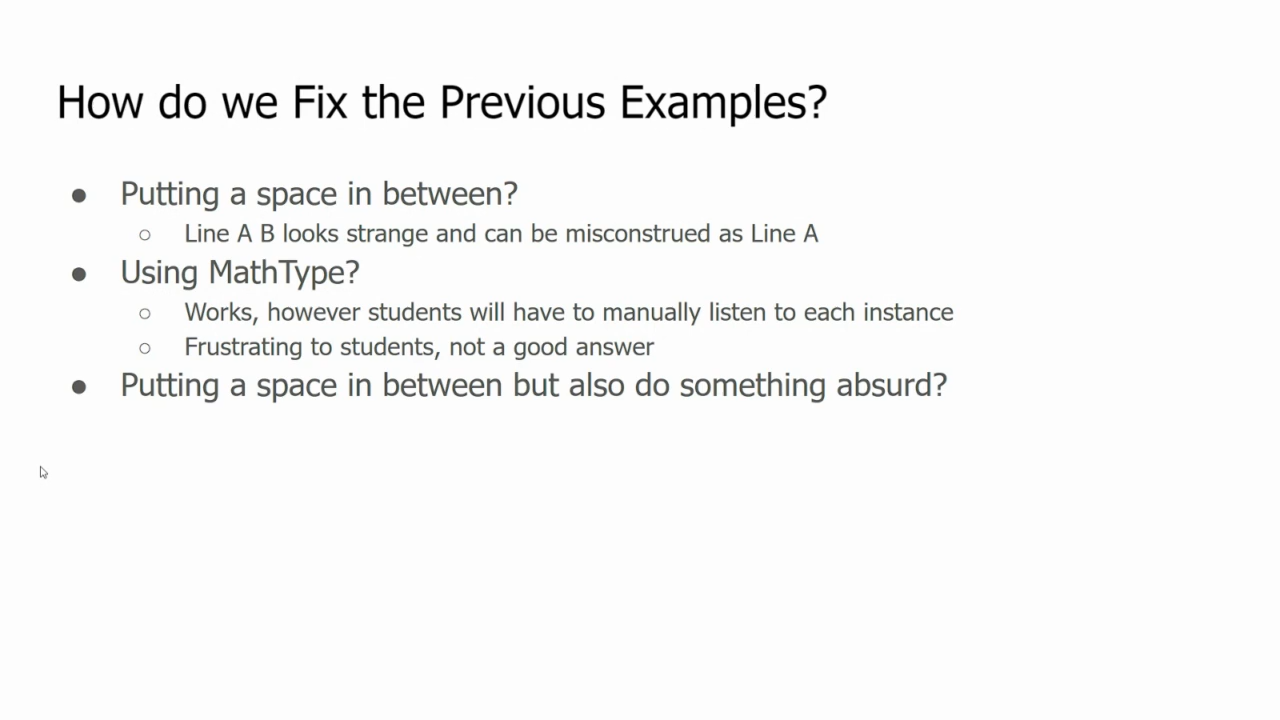 How do we Fix the Previous Examples?
● Putting a space in between?
○ Line A B looks strange and can be misconstrued as Line A
● Using MathType?
○ Works, however students will have to manually listen to each instance
○ Frustrating to students, not a good answer
● Putting a space in between but also do something absurd?